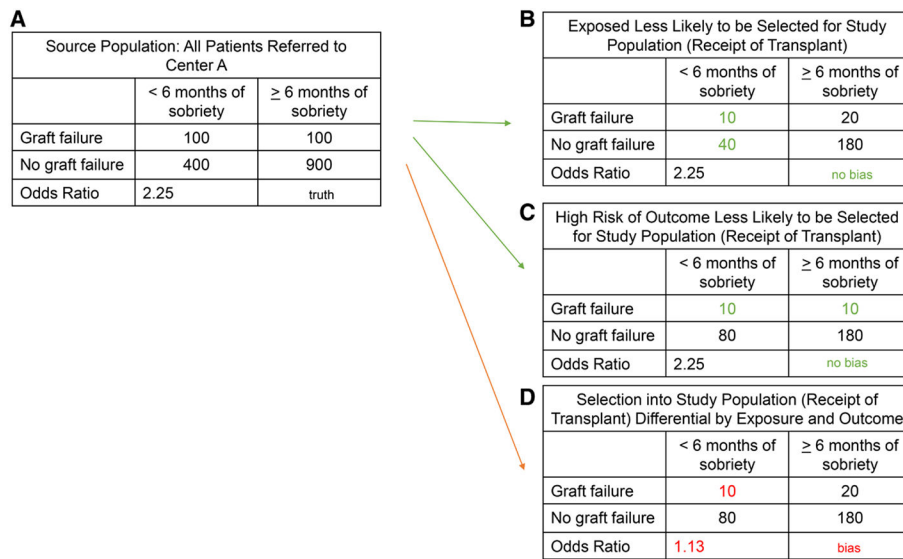 A
Source Population: All Patients Referred to
Center A
< 6 months of sobriety
≥ 6 months of sobriety
Graft failure 100 100
No graft failure 400 900
Odds Ratio 2.25 truth
B
Exposed Less Likely to be Selected for Study
Population (Receipt of Transplant)
< 6 months of sobriety
≥ 6 months of sobriety
Graft failure 10 20
No graft failure 40 180
Odds Ratio 2.25 no bias
C
High Risk of Outcome Less Likely to be Selected
for Study Population (Receipt of Transplant)
< 6 months of sobriety
≥ 6 months of sobriety
Graft failure 10 10
No graft failure 80 180
Odds Ratio 2.25 no bias
D
Selection into Study Population (Receipt of
Transplant) Differential by Exposure and Outcome
< 6 months of sobriety
≥ 6 months of sobriety
Graft failure 10 20
No graft failure 80 180
Odds Ratio 1.13 bias